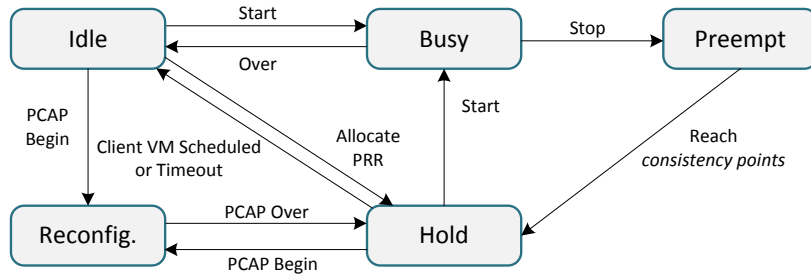 Idle
Start
Over
Busy
Stop
Preempt
PCAP
Begin
Client VM Scheduled
or Timeout
Allocate
PRR
Start
Reach
consistency points
Reconfig.
PCAP Over
PCAP Begin
Hold